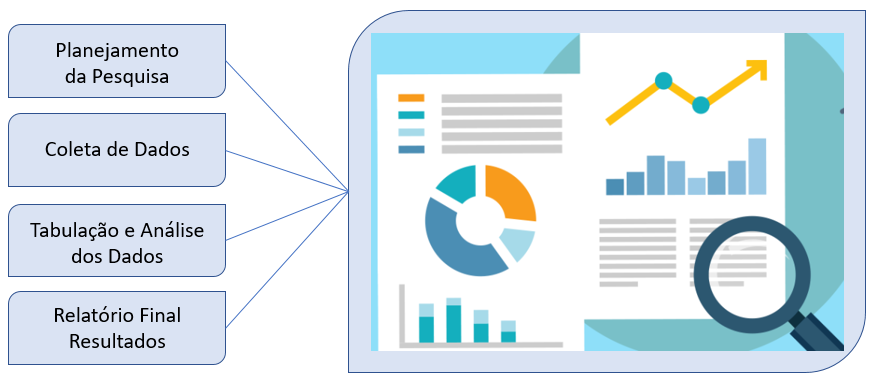 Planejamento
da Pesquisa
Coleta de Dados
Tabulação e Análise
dos Dados
Relatório Final
Resultados